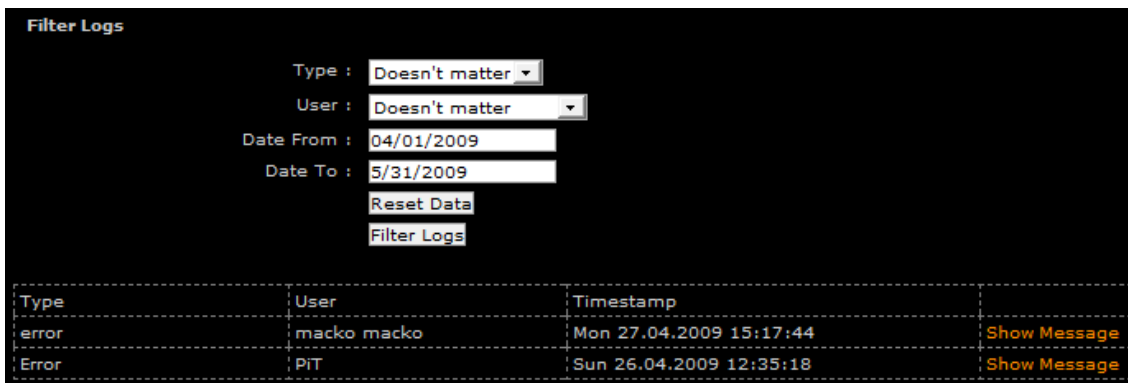 Filter Logs
Type : Doesn't matter
User : Doesn't matter
Date From : 04/01/2009
Date To : 5/31/2009
Reset Data
Filter Logs
Type User Timestamp
error macko macko Mon 27.04.2009 15:17:44 Show Message
Error PiT Sun 26.04.2009 12:35:18 Show Message